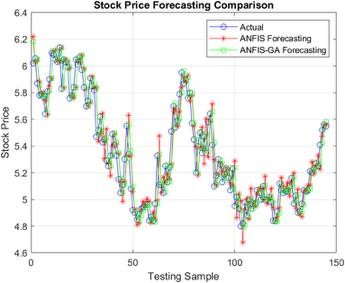 Stock Price Forecasting Comparison
6.4
6.2
6
5.8
5.6
5.4
5.2
5
4.8
4.6
Stock Price
Actual
ANFIS Forecasting
ANFIS-GA Forecasting
0
50
100
150
Testing Sample